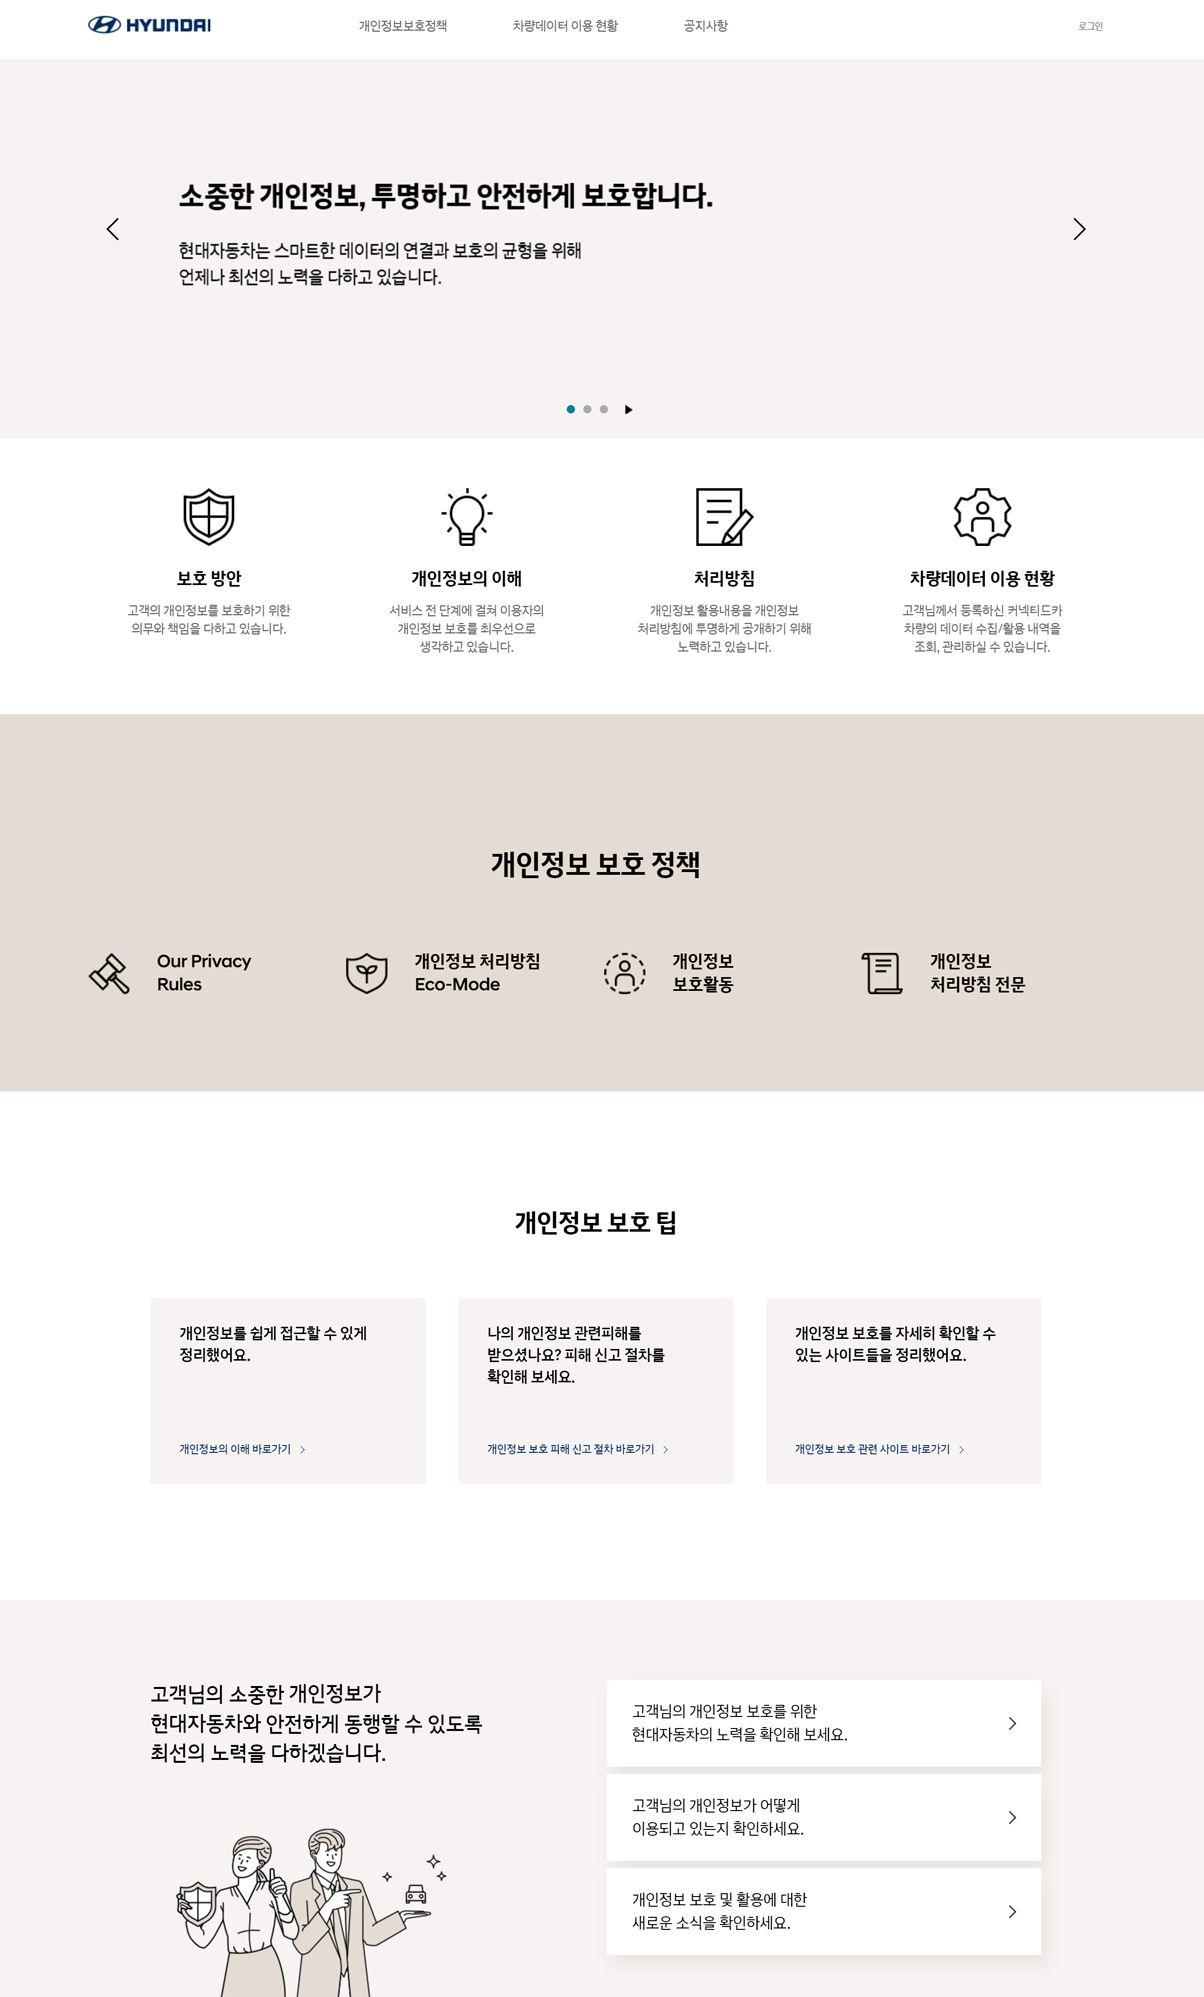 HYUNDAI
개인정보보호정책
차량데이터 이용 현황
공지사항
로그인
소중한 개인정보, 투명하고 안전하게 보호합니다.
현대자동차는 스마트한 데이터의 연결과 보호의 균형을 위해
언제나 최선의 노력을 다하고 있습니다.
보호 방안
고객의 개인정보를 보호하기 위한
의무와 책임을 다하고 있습니다.
개인정보의 이해
서비스 전 단계에 걸쳐 이용자의
개인정보 보호를 최우선으로
생각하고 있습니다.
처리방침
개인정보 활용내용을 개인정보
처리방침에 투명하게 공개하기 위해
노력하고 있습니다.
차량데이터 이용 현황
고객님께서 등록하신 커넥티드카
차량의 데이터 수집/활용 내역을
조회, 관리하실 수 있습니다.
개인정보 보호 정책
Our Privacy
Rules
개인정보 처리방침
Eco-Mode
개인정보
보호활동
개인정보
처리방침 전문
개인정보 보호 팁
개인정보를 쉽게 접근할 수 있게
정리했어요.
개인정보의 이해 바로가기
나의 개인정보 관련피해를
받으셨나요? 피해 신고 절차를
확인해 보세요.
개인정보 보호 피해 신고 절차 바로가기
개인정보 보호를 자세히 확인할 수
있는 사이트들을 정리했어요.
개인정보 보호 관련 사이트 바로가기
고객님의 소중한 개인정보가
현대자동차와 안전하게 동행할 수 있도록
최선의 노력을 다하겠습니다.
고객님의 개인정보 보호를 위한
현대자동차의 노력을 확인해 보세요.
고객님의 개인정보가 어떻게
이용되고 있는지 확인하세요.
개인정보 보호 및 활용에 대한
새로운 소식을 확인하세요.